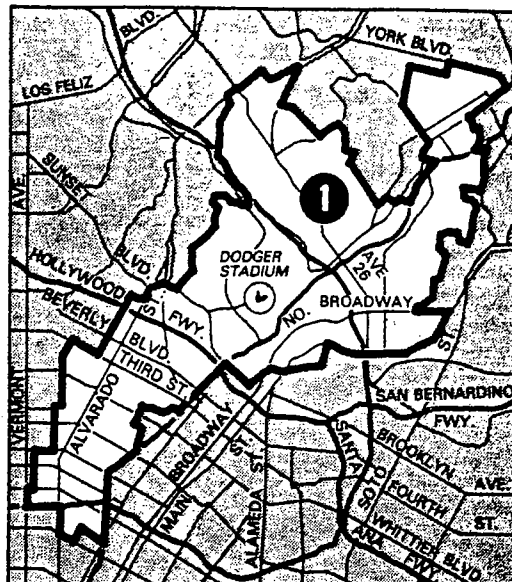 BLVD.
YORK BLVD.
LOS FELIZ
SUNSET
BLVD.
AVE.
1
DODGER
STADIUM
AVE
26
HOLLYWOOD
FWY.
NO. BROADWAY
BEVERLY
BLVD.
ST.
THIRD ST.
VERMONT
ALVARADO
BROADWAY
MAIN
ST.
ALAMEDA ST.
ST.
SAN BERNARDINO
FWY.
SANTA
ANA FWY.
SOTO
BROOKLYN
AVE.
FOURTH
ST.
WHITTIER BLVD.